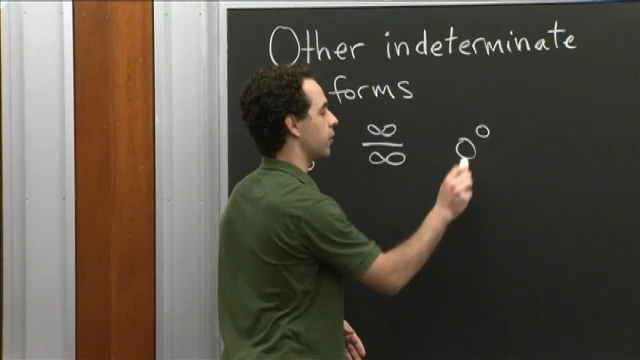 Other indeterminate
forms
∞/∞ 0⁰